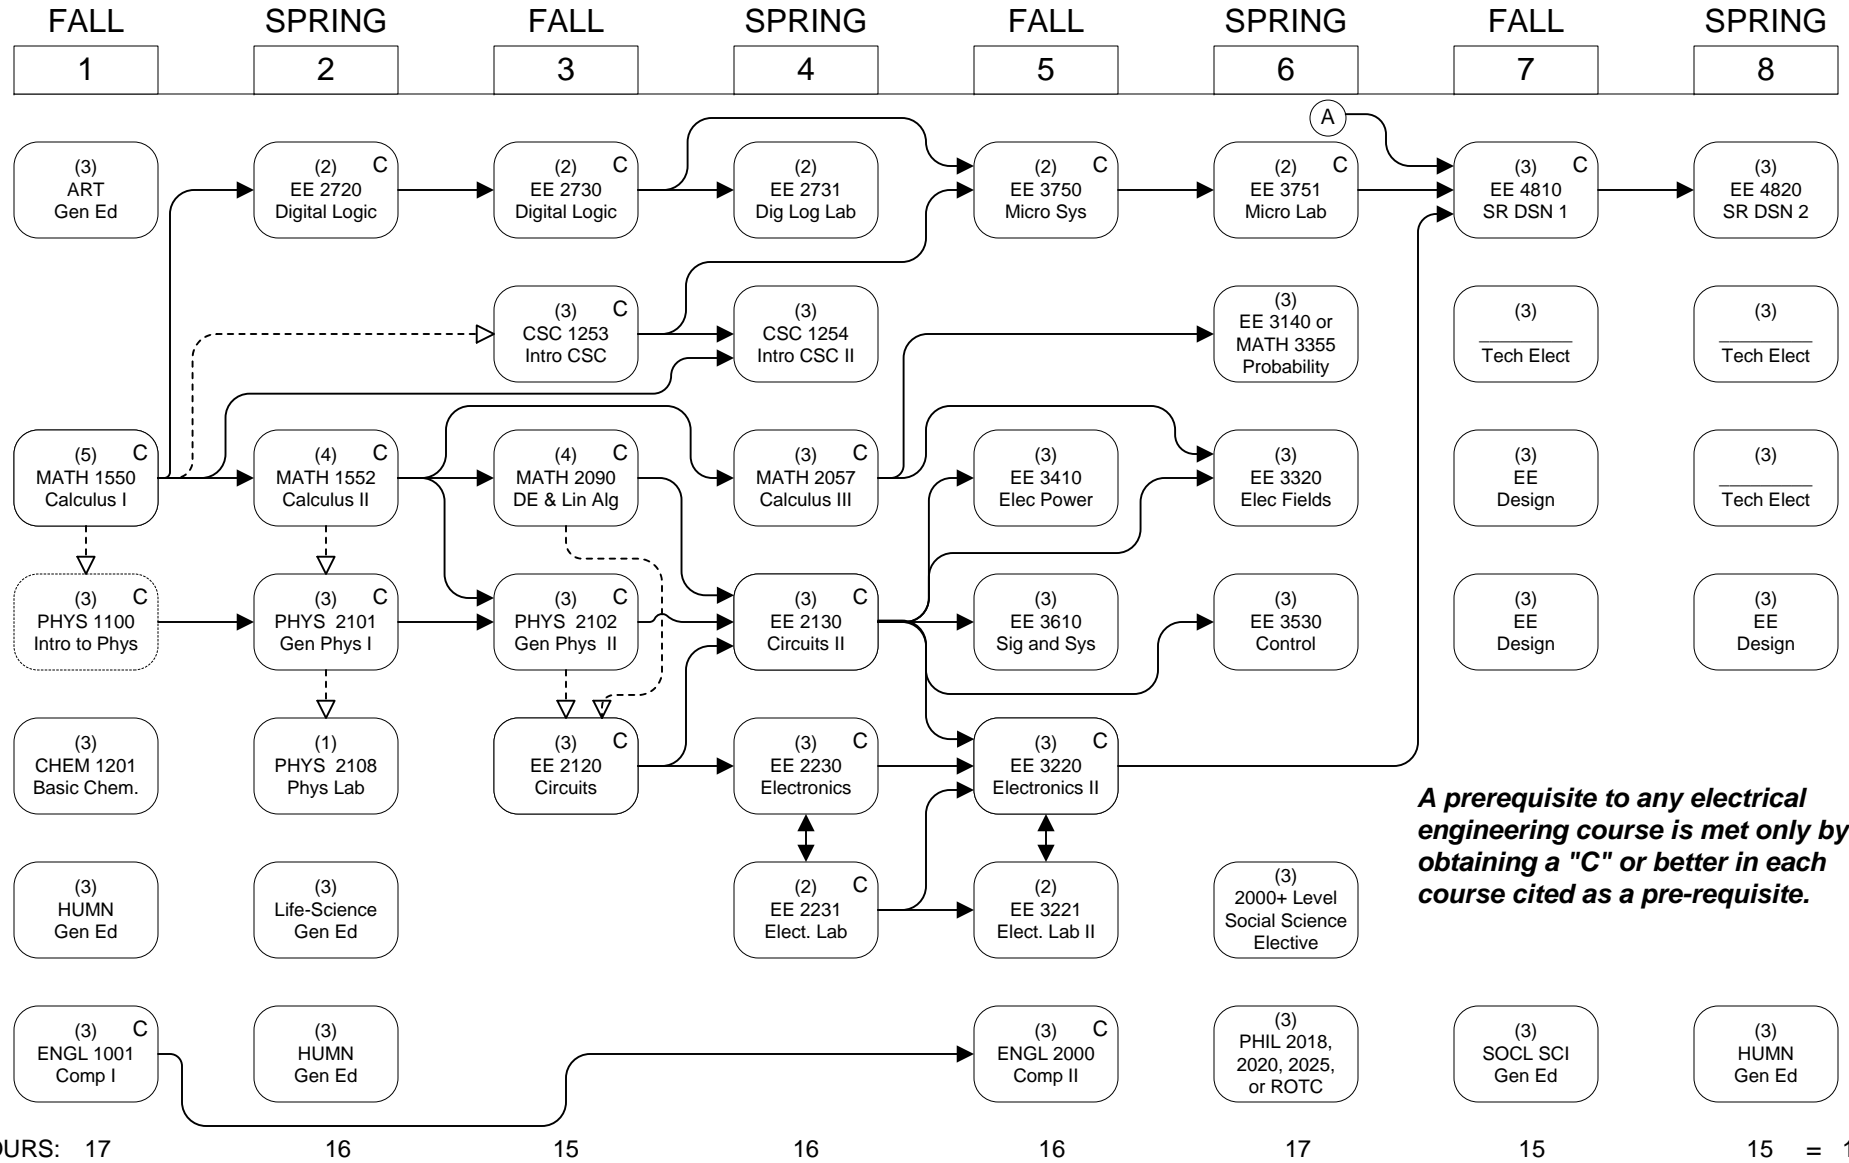 FALL
SPRING
FALL
SPRING
FALL
SPRING
FALL
SPRING
1
2
3
4
5
6
7
8
A
(3)
ART
Gen Ed
(2) C
EE 2720
Digital Logic
(2) C
EE 2730
Digital Logic
(2)
EE 2731
Dig Log Lab
(2) C
EE 3750
Micro Sys
(2) C
EE 3751
Micro Lab
(3) C
EE 4810
SR DSN 1
(3)
EE 4820
SR DSN 2
(3) C
CSC 1253
Intro CSC
(3)
CSC 1254
Intro CSC II
(3)
EE 3140 or
MATH 3355
Probability
(3)
Tech Elect
(3)
Tech Elect
(5) C
MATH 1550
Calculus I
(4) C
MATH 1552
Calculus II
(4) C
MATH 2090
DE & Lin Alg
(3) C
MATH 2057
Calculus III
(3)
EE 3410
Elec Power
(3)
EE 3320
Elec Fields
(3)
EE
Design
(3)
Tech Elect
(3) C
PHYS 1100
Intro to Phys
(3) C
PHYS 2101
Gen Phys I
(3) C
PHYS 2102
Gen Phys II
(3) C
EE 2130
Circuits II
(3)
EE 3610
Sig and Sys
(3)
EE 3530
Control
(3)
EE
Design
(3)
EE
Design
(3)
CHEM 1201
Basic Chem.
(1)
PHYS 2108
Phys Lab
(3) C
EE 2120
Circuits
(3) C
EE 2230
Electronics
(3) C
EE 3220
Electronics II
A prerequisite to any electrical
engineering course is met only by
obtaining a "C" or better in each
course cited as a pre-requisite.
(3)
HUMN
Gen Ed
(3)
Life-Science
Gen Ed
(2) C
EE 2231
Elect. Lab
(2)
EE 3221
Elect. Lab II
(3)
2000+ Level
Social Science
Elective
(3) C
ENGL 1001
Comp I
(3)
HUMN
Gen Ed
(3) C
ENGL 2000
Comp II
(3)
PHIL 2018,
2020, 2025,
or ROTC
(3)
SOCL SCI
Gen Ed
(3)
HUMN
Gen Ed
OURS: 17 16 15 16 16 17 15 15 =